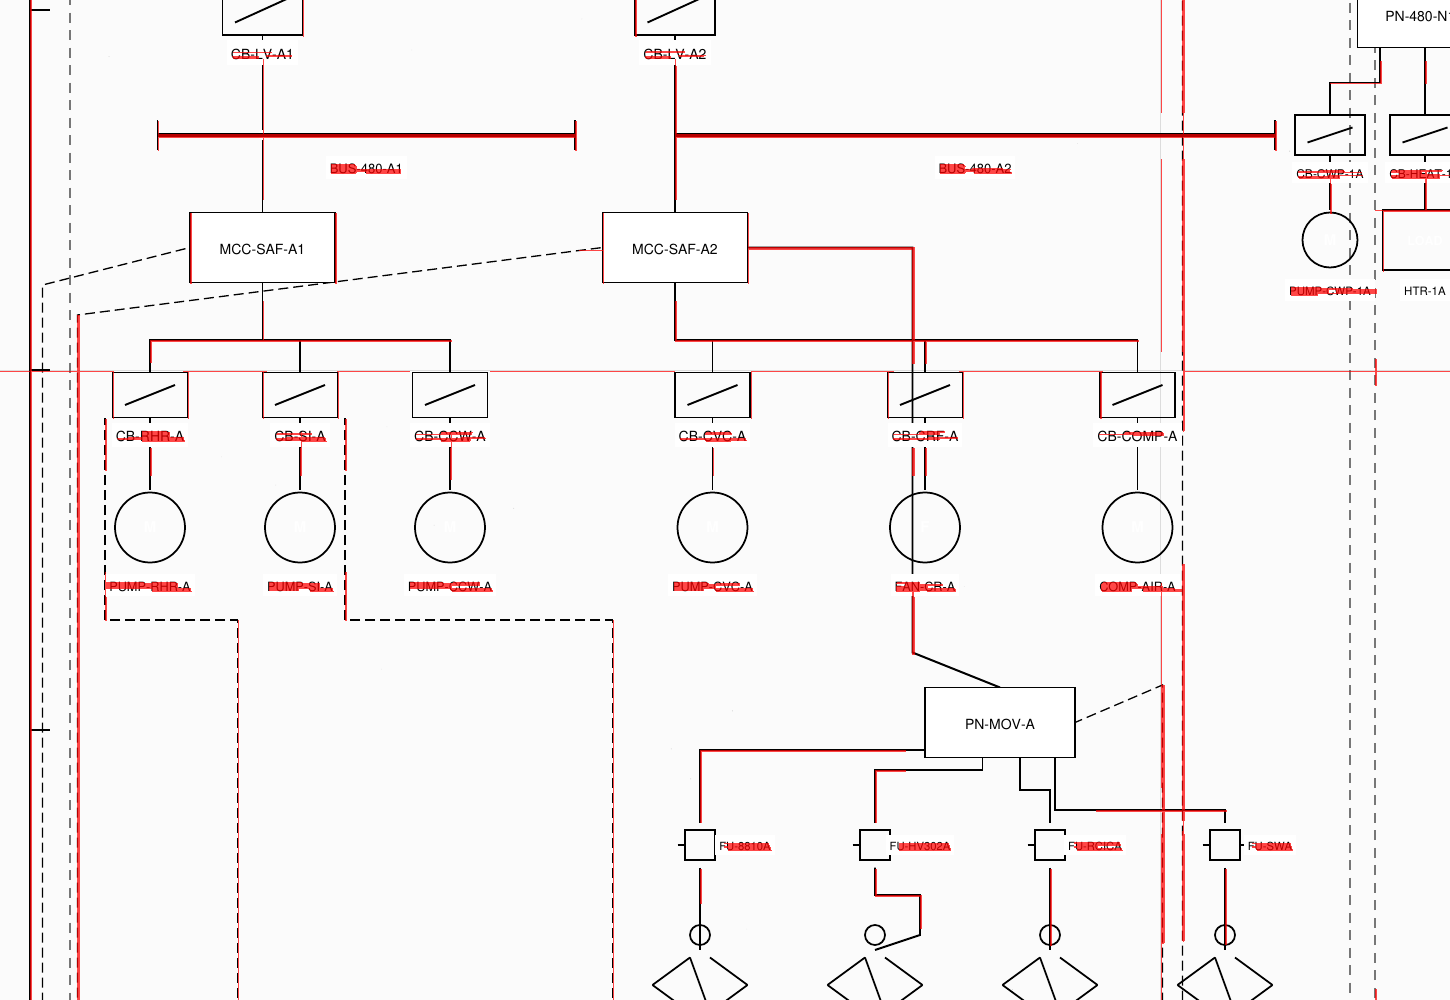 PN-480-N1
CB-LV-A1
CB-LV-A2
BUS-480-A1
BUS-480-A2
CB-CWP-1A
CB-HEAT-1
MCC-SAF-A1
MCC-SAF-A2
PUMP-CWP-1A
HTR-1A
CB-RHR-A
CB-SI-A
CB-CCW-A
CB-CVC-A
CB-CRF-A
CB-COMP-A
PUMP-RHR-A
PUMP-SI-A
PUMP-CCW-A
PUMP-CVC-A
FAN-CR-A
COMP-AIR-A
PN-MOV-A
FU-8810A
FU-HV302A
FU-RCICA
FU-SWA